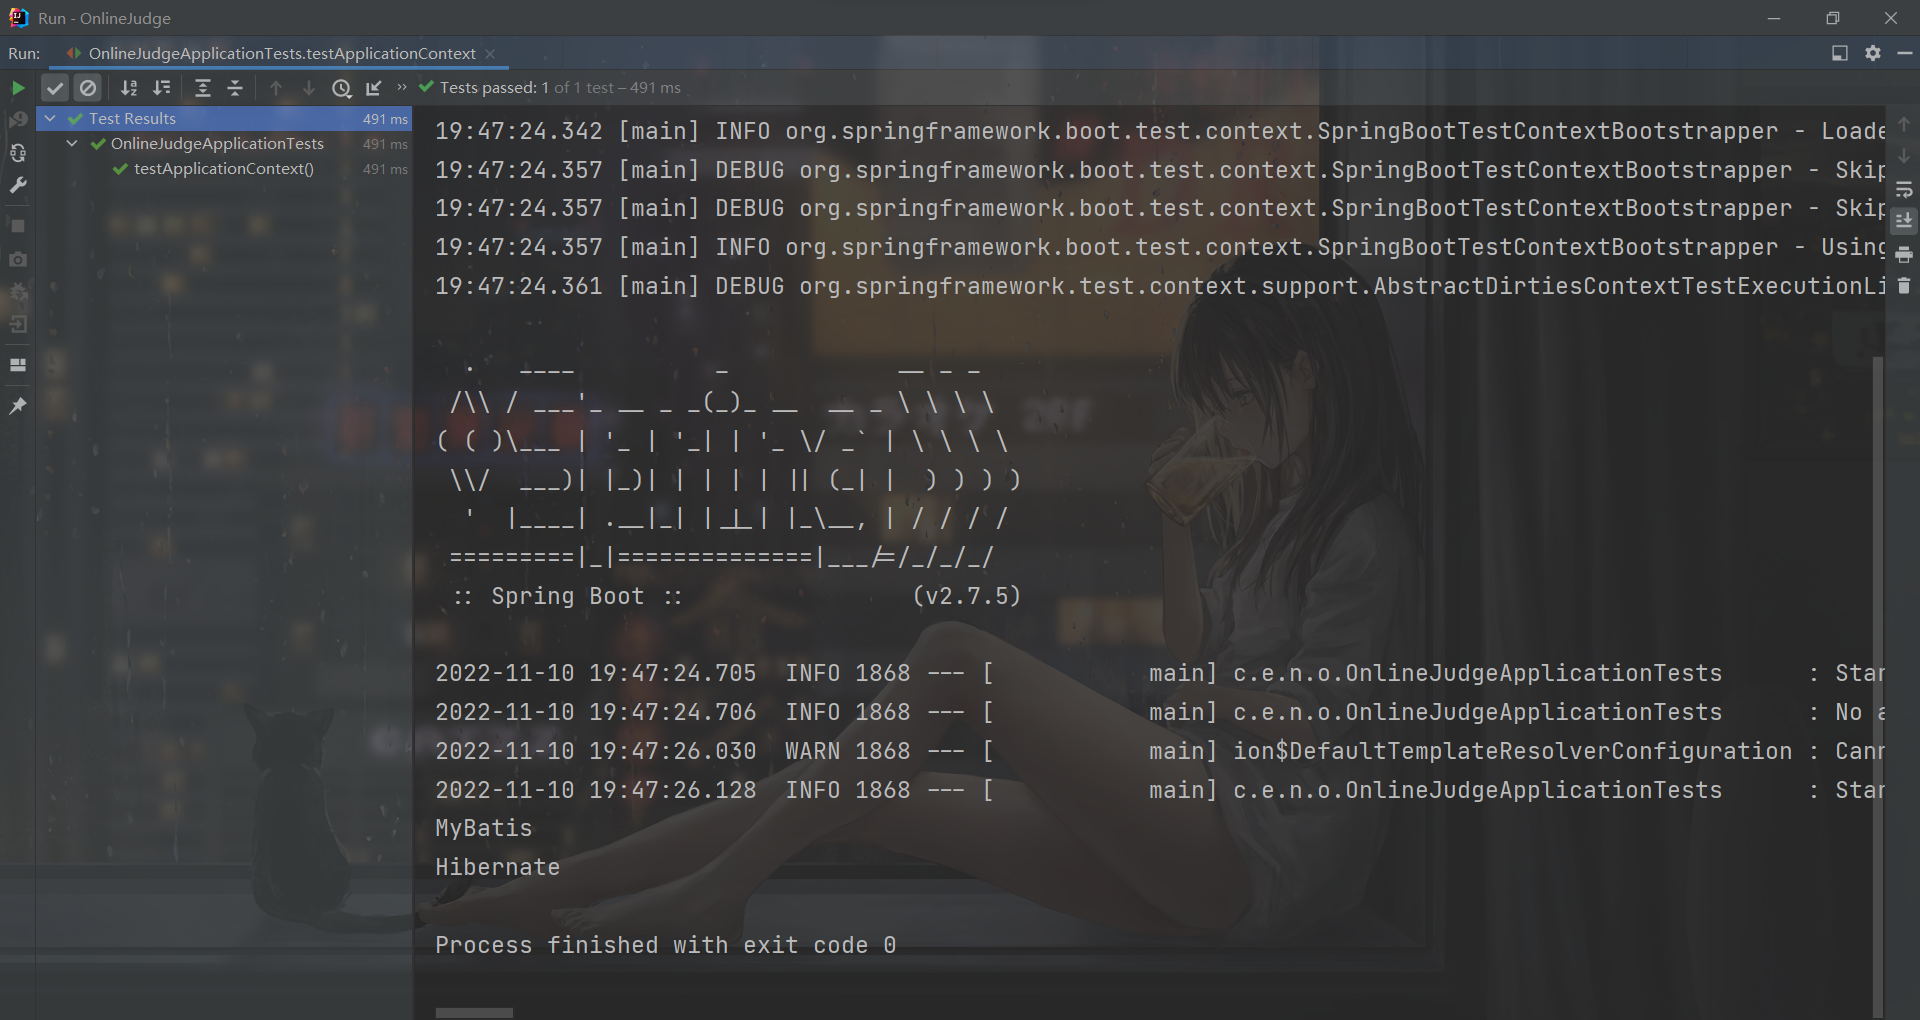 Run - OnlineJudge
Run: OnlineJudgeApplicationTests.testApplicationContext
Tests passed: 1 of 1 test – 491 ms
Test Results 491 ms
OnlineJudgeApplicationTests 491 ms
testApplicationContext() 491 ms
19:47:24.342 [main] INFO org.springframework.boot.test.context.SpringBootTestContextBootstrapper - Loade
19:47:24.357 [main] DEBUG org.springframework.boot.test.context.SpringBootTestContextBootstrapper - Skip
19:47:24.357 [main] DEBUG org.springframework.boot.test.context.SpringBootTestContextBootstrapper - Skip
19:47:24.357 [main] INFO org.springframework.boot.test.context.SpringBootTestContextBootstrapper - Using
19:47:24.361 [main] DEBUG org.springframework.test.context.support.AbstractDirtiesContextTestExecutionLi
  .   ____          _            __ _ _
 /\\ / ___'_ __ _ _(_)_ __  __ _ \ \ \ \
( ( )\___ | '_ | '_| | '_ \/ _` | \ \ \ \
 \\/  ___)| |_)| | | | | || (_| |  ) ) ) )
  '  |____| .__|_| |_|_| |_\__, | / / / /
 =========|_|==============|___/=/_/_/_/
 :: Spring Boot ::                (v2.7.5)
2022-11-10 19:47:24.705  INFO 1868 --- [           main] c.e.n.o.OnlineJudgeApplicationTests      : Star
2022-11-10 19:47:24.706  INFO 1868 --- [           main] c.e.n.o.OnlineJudgeApplicationTests      : No a
2022-11-10 19:47:26.030  WARN 1868 --- [           main] ion$DefaultTemplateResolverConfiguration : Cann
2022-11-10 19:47:26.128  INFO 1868 --- [           main] c.e.n.o.OnlineJudgeApplicationTests      : Star
MyBatis
Hibernate
Process finished with exit code 0